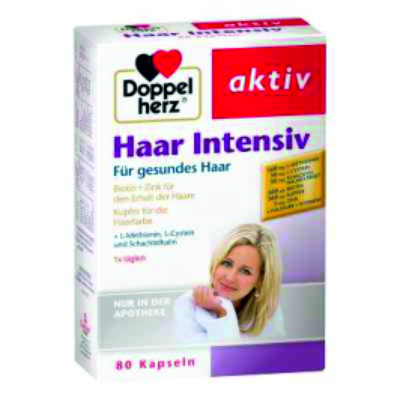 Doppel
herz®
aktiv
Haar Intensiv
Für gesundes Haar
Biotin + Zink für
den Erhalt der Haare
Kupfer für die
Haarfarbe
+ L-Methionin, L-Cystein
und Schachtelhalm
1x täglich
NUR IN DER
APOTHEKE
80 Kapseln